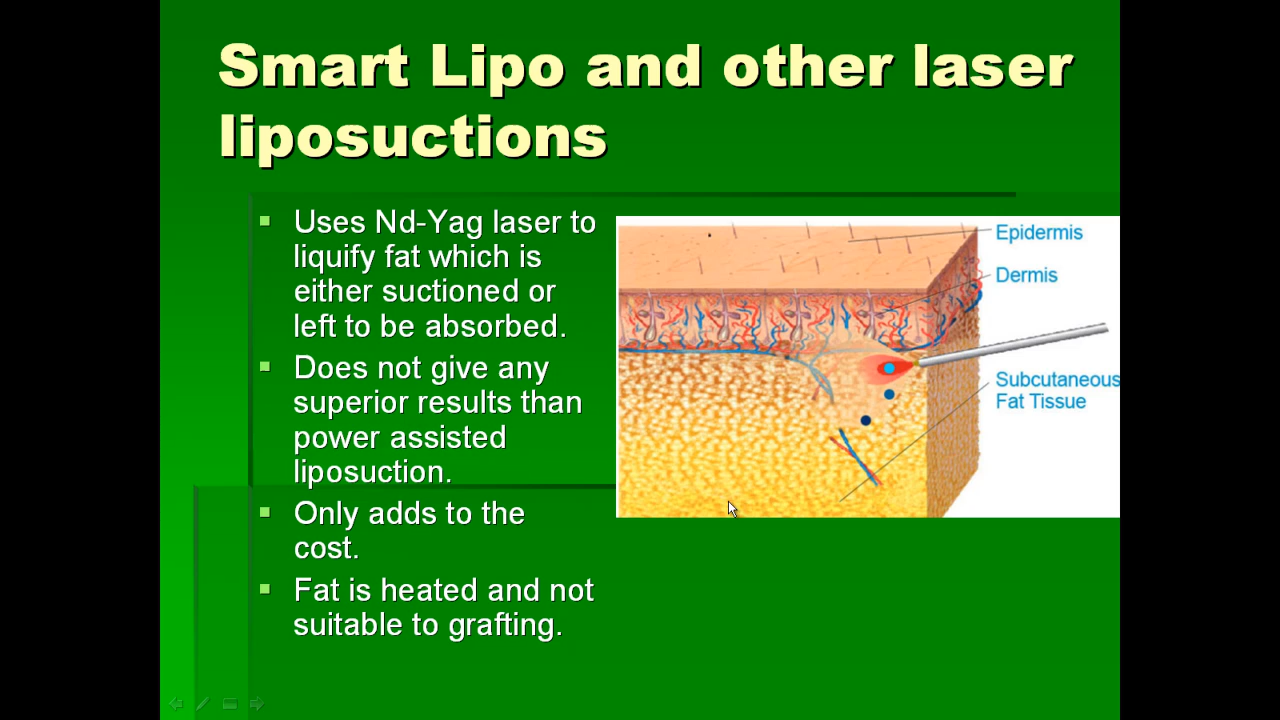 Smart Lipo and other laser
liposuctions
Uses Nd-Yag laser to
liquify fat which is
either suctioned or
left to be absorbed.
Does not give any
superior results than
power assisted
liposuction.
Only adds to the
cost.
Fat is heated and not
suitable to grafting.
Epidermis
Dermis
Subcutaneous
Fat Tissue